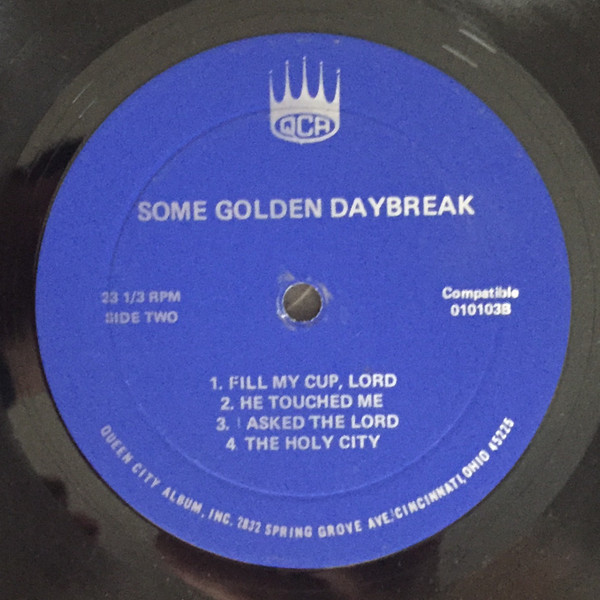 QCA
SOME GOLDEN DAYBREAK
33 1/3 RPM
SIDE TWO
Compatible
010103B
1. FILL MY CUP, LORD
2. HE TOUCHED ME
3. I ASKED THE LORD
4. THE HOLY CITY
QUEEN CITY ALBUM, INC. 2832 SPRING GROVE AVE., CINCINNATI, OHIO 45225